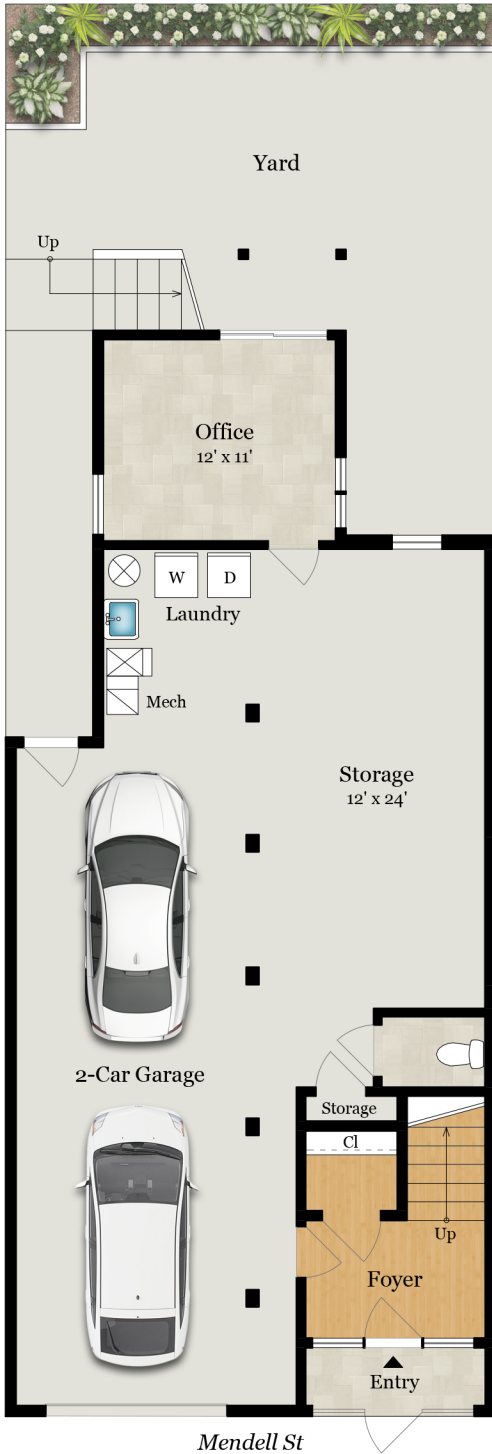 Yard
Up
Office
12' x 11'
W
D
Laundry
Mech
Storage
12' x 24'
2-Car Garage
Storage
Cl
Up
Foyer
Entry
Mendell St